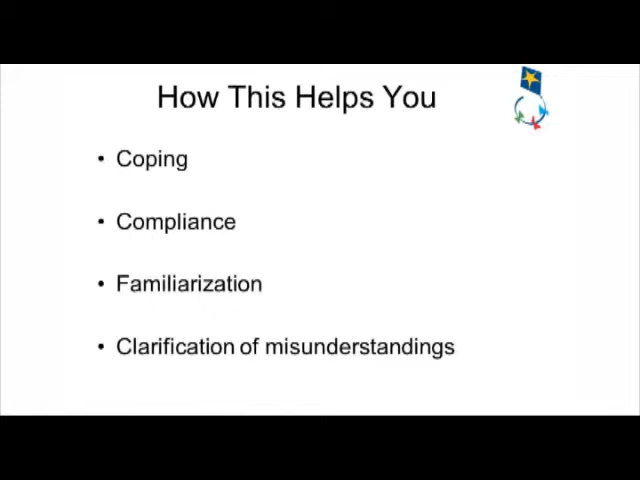 How This Helps You
• Coping
• Compliance
• Familiarization
• Clarification of misunderstandings